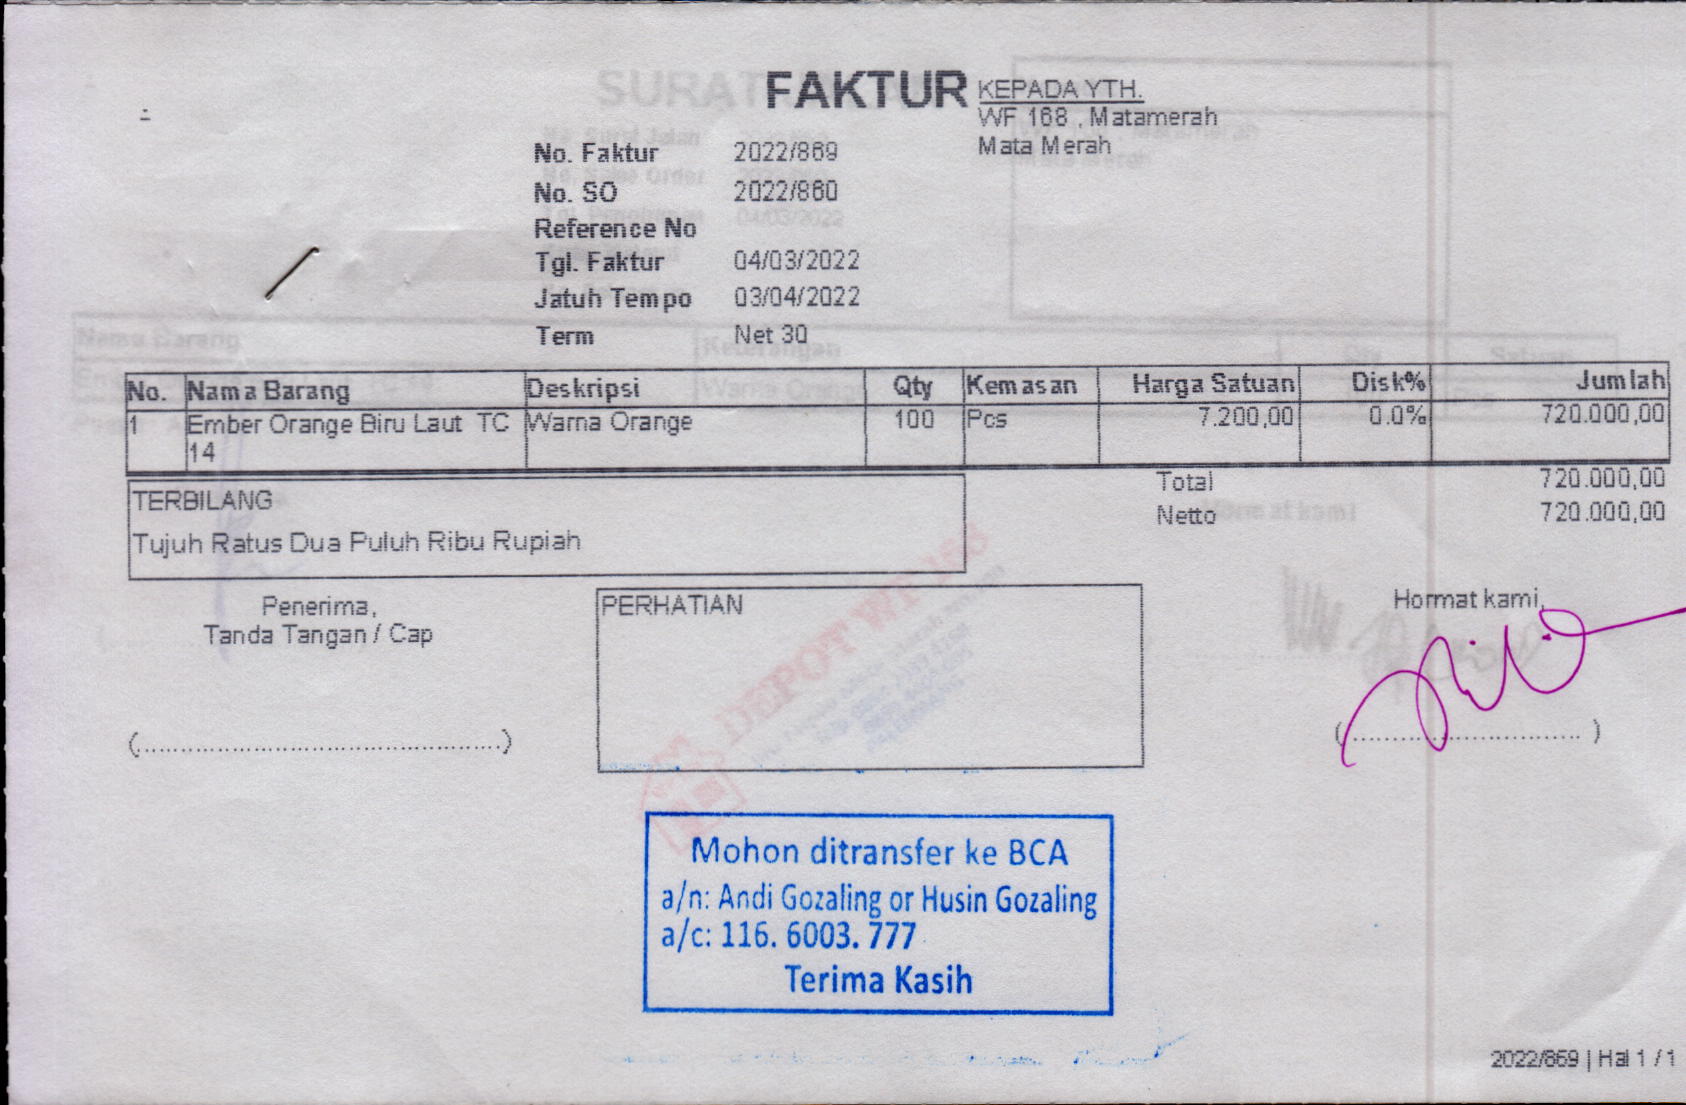 FAKTUR
KEPADA YTH.
WF 168 , Matamerah
Mata Merah
No. Faktur 2022/869
No. SO 2022/860
Reference No
Tgl. Faktur 04/03/2022
Jatuh Tempo 03/04/2022
Term Net 30
No. Nama Barang Deskripsi Qty Kemasan Harga Satuan Disk% Jumlah
1 Ember Orange Biru Laut TC Warna Orange 100 Pcs 7.200,00 0.0% 720.000,00
14
Total 720.000,00
Netto 720.000,00
TERBILANG
Tujuh Ratus Dua Puluh Ribu Rupiah
Penerima,
Tanda Tangan / Cap
(...............................................)
PERHATIAN
Hormat kami,
(.............................. )
DEPOT WT 168
Mohon ditransfer ke BCA
a/n: Andi Gozaling or Husin Gozaling
a/c: 116. 6003. 777
Terima Kasih
2022/869 | Hal 1 / 1